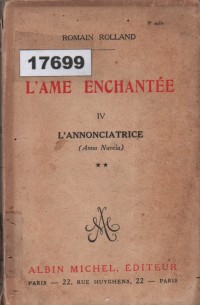 ROMAIN ROLLAND
17699
L'AME ENCHANTÉE
IV
L'ANNONCIATRICE
(Anna Nuncia)
**
ALBIN MICHEL, ÉDITEUR
PARIS — 22, RUE HUYGHENS, 22 — PARIS